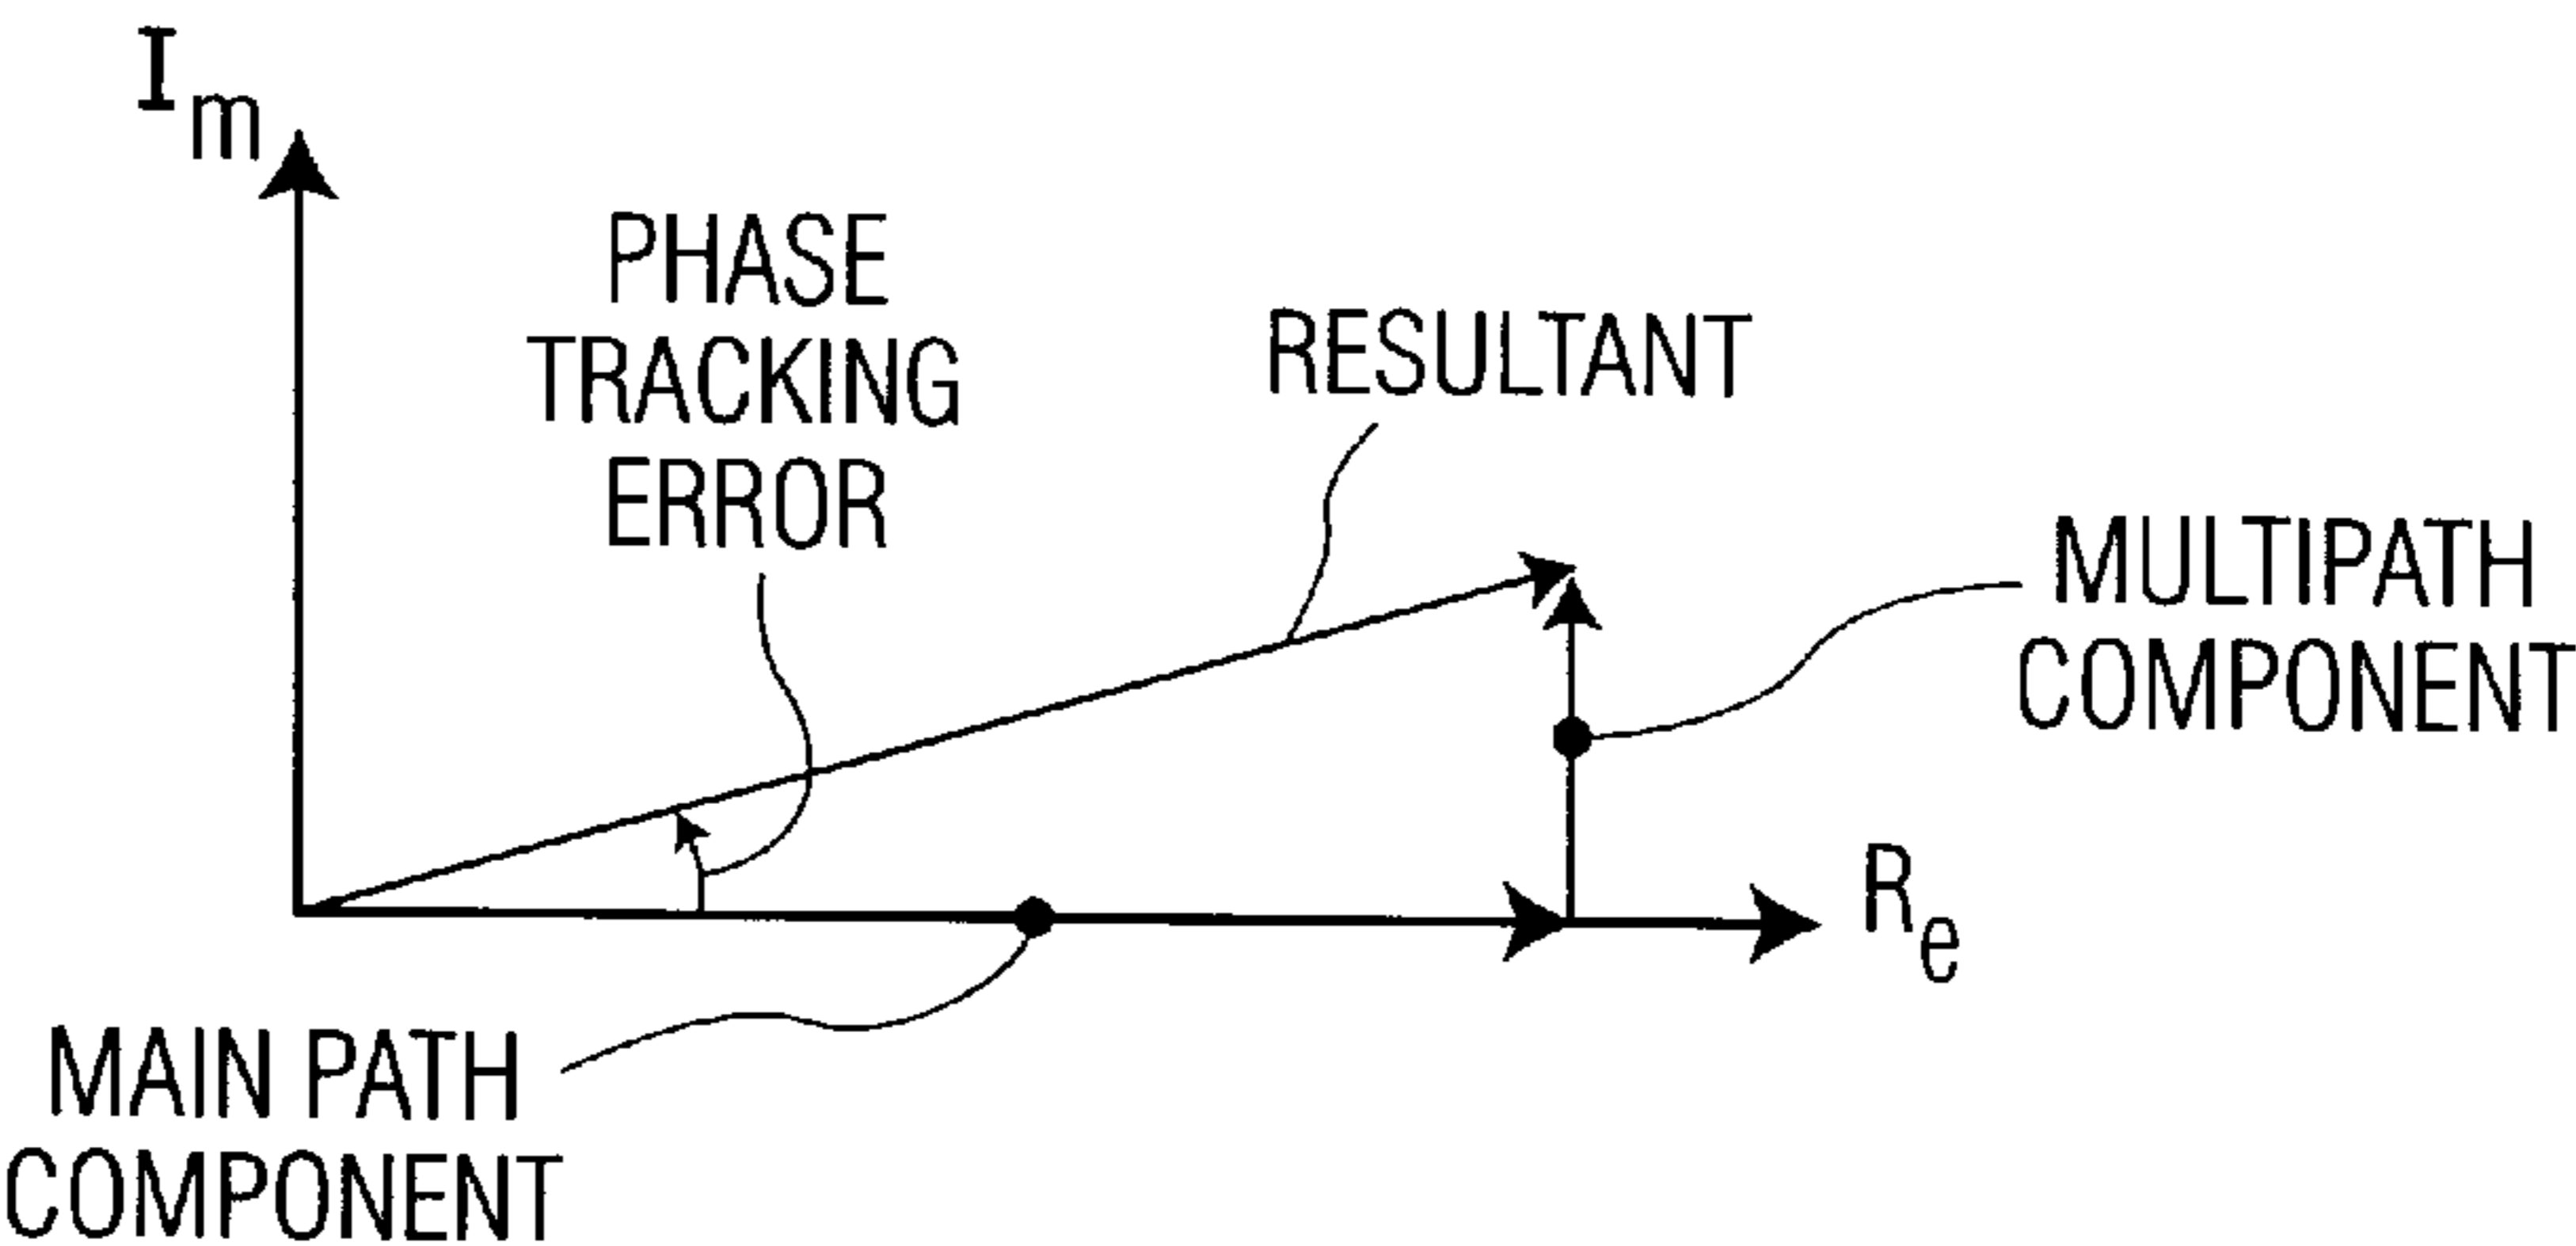 Im
PHASE
TRACKING
ERROR
RESULTANT
MULTIPATH
COMPONENT
Re
MAIN PATH
COMPONENT